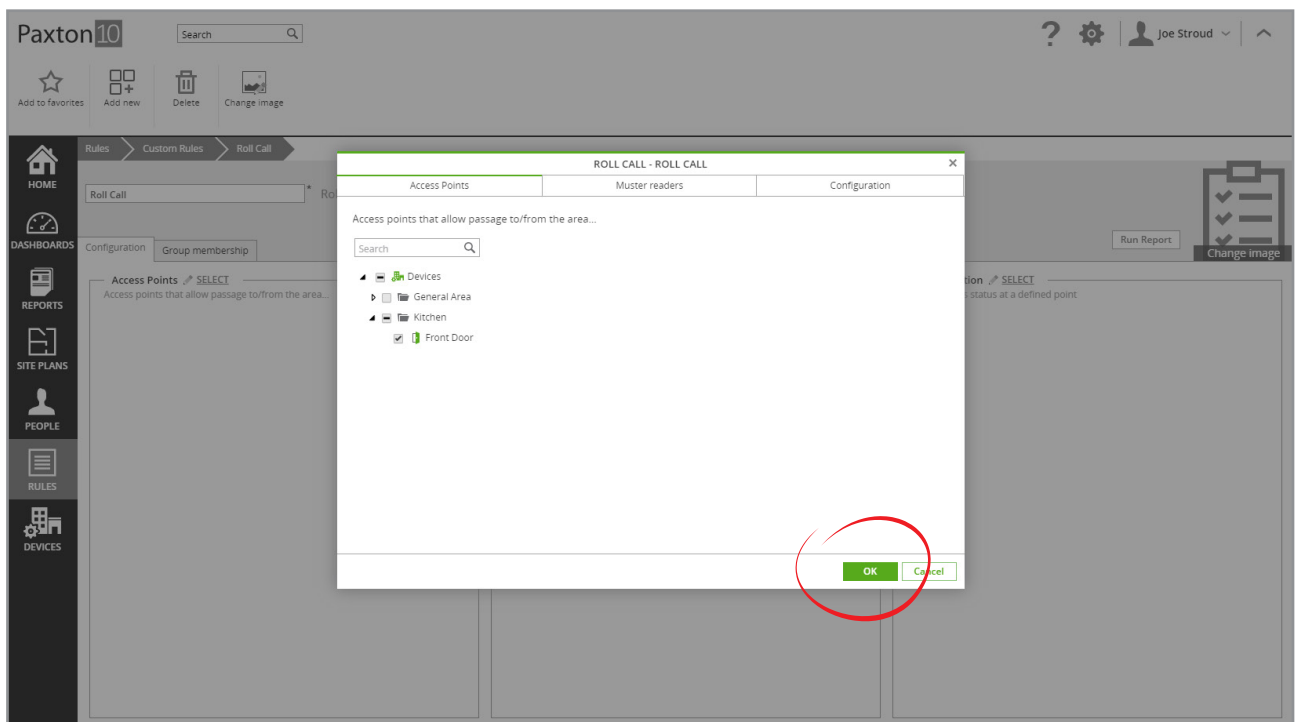 Paxton10
Search
Joe Stroud
Add to favorites
Add new
Delete
Change image
HOME
DASHBOARDS
REPORTS
SITE PLANS
PEOPLE
RULES
DEVICES
Rules
Custom Rules
Roll Call
Roll Call
*
Configuration
Group membership
Run Report
Change image
Access Points SELECT
Access points that allow passage to/from the area...
SELECT
status at a defined point
ROLL CALL - ROLL CALL
Access Points
Muster readers
Configuration
Access points that allow passage to/from the area...
Search
Devices
General Area
Kitchen
Front Door
OK
Cancel